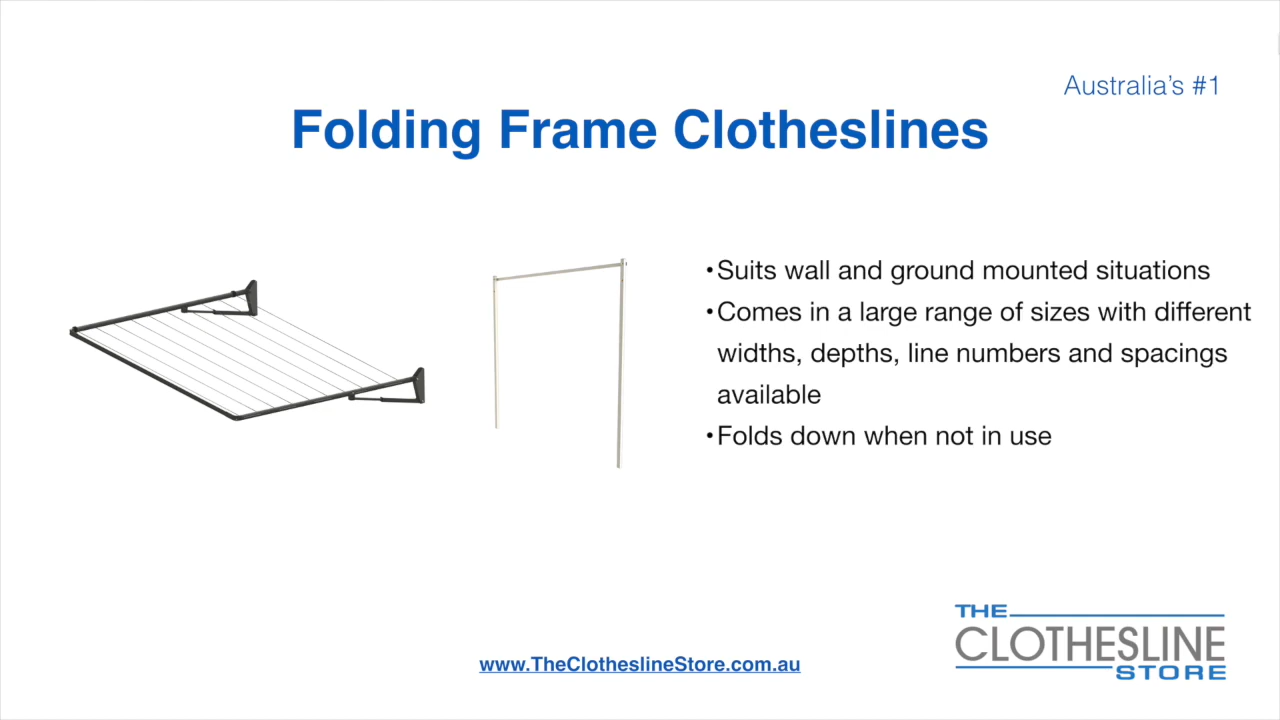 Australia's #1
Folding Frame Clotheslines
•Suits wall and ground mounted situations
•Comes in a large range of sizes with different
widths, depths, line numbers and spacings
available
•Folds down when not in use
THE
CLOTHESLINE
STORE
www.TheClotheslineStore.com.au